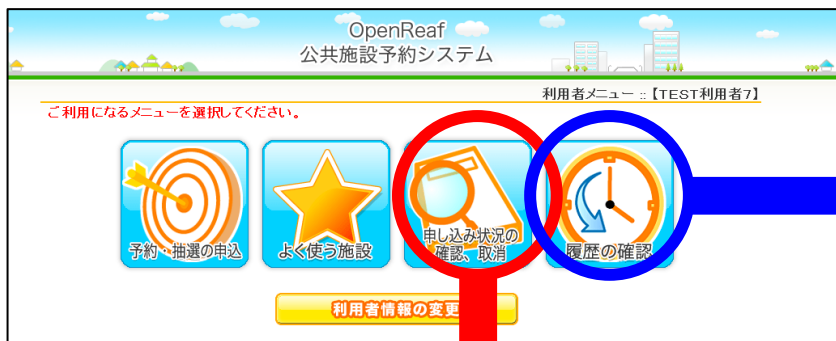 OpenReaf
公共施設予約システム
利用者メニュー ::【TEST利用者7】
ご利用になるメニューを選択してください。
予約・抽選の申込
よく使う施設
申し込み状況の
確認、取消
履歴の確認
利用者情報の変更